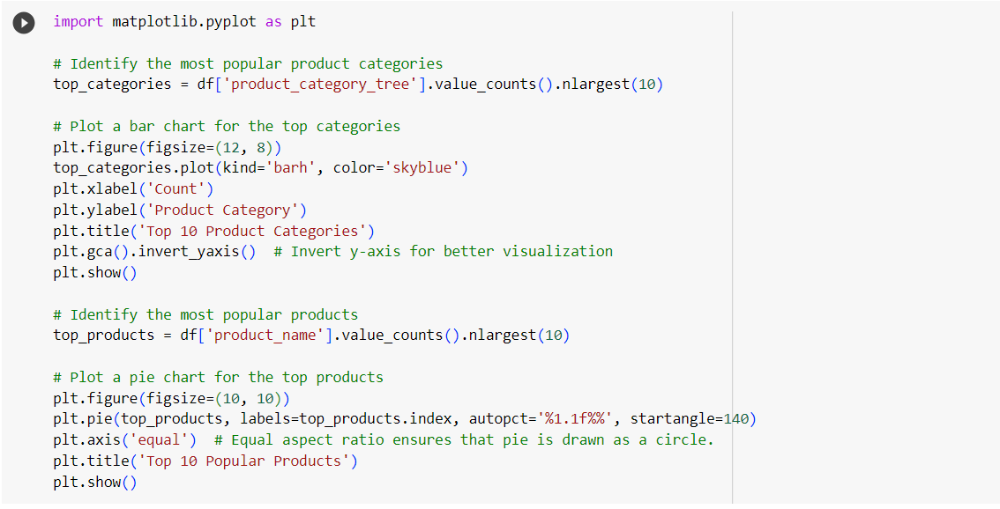 import matplotlib.pyplot as plt
# Identify the most popular product categories
top_categories = df['product_category_tree'].value_counts().nlargest(10)
# Plot a bar chart for the top categories
plt.figure(figsize=(12, 8))
top_categories.plot(kind='barh', color='skyblue')
plt.xlabel('Count')
plt.ylabel('Product Category')
plt.title('Top 10 Product Categories')
plt.gca().invert_yaxis()  # Invert y-axis for better visualization
plt.show()
# Identify the most popular products
top_products = df['product_name'].value_counts().nlargest(10)
# Plot a pie chart for the top products
plt.figure(figsize=(10, 10))
plt.pie(top_products, labels=top_products.index, autopct='%1.1f%%', startangle=140)
plt.axis('equal')  # Equal aspect ratio ensures that pie is drawn as a circle.
plt.title('Top 10 Popular Products')
plt.show()